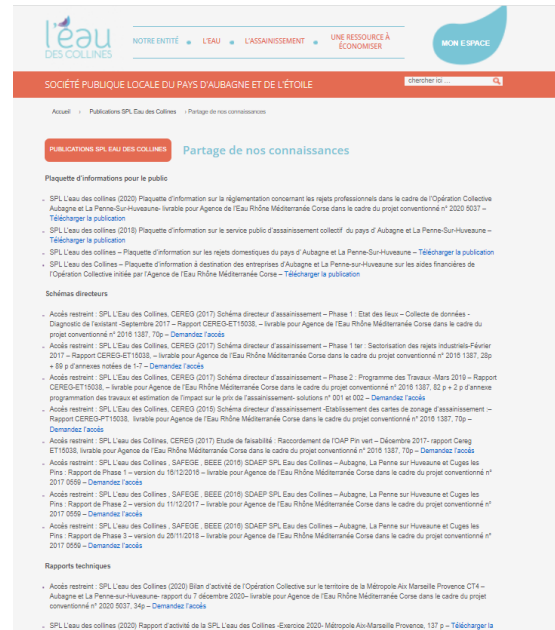 l'eau
DES COLLINES
NOTRE ENTITÉ
L'EAU
L'ASSAINISSEMENT
UNE RESSOURCE À
ÉCONOMISER
MON ESPACE
SOCIÉTÉ PUBLIQUE LOCALE DU PAYS D'AUBAGNE ET DE L'ÉTOILE
chercher ici ...
Accueil › Publications SPL Eau des Collines › Partage de nos connaissances
PUBLICATIONS SPL EAU DES COLLINES
Partage de nos connaissances
Plaquette d'informations pour le public
SPL L'eau des collines (2020) Plaquette d'information sur la réglementation concernant les rejets professionnels dans le cadre de l'Opération Collective
Aubagne et La Penne-Sur-Huveaune- livrable pour Agence de l'Eau Rhône Méditerranée Corse dans le cadre du projet conventionné n° 2020 5037 –
Télécharger la publication
SPL L'eau des collines (2018) Plaquette d'information sur le service public d'assainissement collectif du pays d' Aubagne et La Penne-Sur-Huveaune –
Télécharger la publication
SPL L'eau des collines – Plaquette d'information sur les rejets domestiques du pays d' Aubagne et La Penne-Sur-Huveaune – Télécharger la publication
SPL L'eau des Collines – Plaquette d'information à destination des entreprises d'Aubagne et La Penne-sur-Huveaune sur les aides financières de
l'Opération Collective initiée par l'Agence de l'Eau Rhône Méditerranée Corse – Télécharger la publication
Schémas directeurs
Accès restreint : SPL L'Eau des Collines, CEREG (2017) Schéma directeur d'assainissement – Phase 1 : Etat des lieux – Collecte de données -
Diagnostic de l'existant -Septembre 2017 – Rapport CEREG-ET15038, – livrable pour Agence de l'Eau Rhône Méditerranée Corse dans le cadre du
projet conventionné n° 2016 1387, 70p – Demandez l'accès
Accès restreint : SPL L'Eau des Collines, CEREG (2017) Schéma directeur d'assainissement – Phase 1 ter : Sectorisation des rejets industriels-Février
2017 – Rapport CEREG-ET15038, – livrable pour Agence de l'Eau Rhône Méditerranée Corse dans le cadre du projet conventionné n° 2016 1387, 28p
+ 89 p d'annexes notées de 1-7 – Demandez l'accès
Accès restreint : SPL L'Eau des Collines, CEREG (2017) Schéma directeur d'assainissement – Phase 2 : Programme des Travaux -Mars 2019 – Rapport
CEREG-ET15038, – livrable pour Agence de l'Eau Rhône Méditerranée Corse dans le cadre du projet conventionné n° 2016 1387, 82 p + 2 p d'annexe
programmation des travaux et estimation de l'impact sur le prix de l'assainissement- solutions n° 001 et 002 – Demandez l'accès
Accès restreint : SPL L'Eau des Collines, CEREG (2015) Schéma directeur d'assainissement -Etablissement des cartes de zonage d'assainissement :–
Rapport CEREG-PT15038, livrable pour Agence de l'Eau Rhône Méditerranée Corse dans le cadre du projet conventionné n° 2016 1387, 70p –
Demandez l'accès
Accès restreint : SPL L'Eau des Collines, CEREG (2017) Etude de faisabilité : Raccordement de l'OAP Pin vert – Décembre 2017- rapport Cereg
ET15038, livrable pour Agence de l'Eau Rhône Méditerranée Corse dans le cadre du projet conventionné n° 2016 1387, 70p – Demandez l'accès
Accès restreint : SPL L'Eau des Collines , SAFEGE , BEEE (2016) SDAEP SPL Eau des Collines – Aubagne, La Penne sur Huveaune et Cuges les
Pins : Rapport de Phase 1 – version du 16/12/2016 – livrable pour Agence de l'Eau Rhône Méditerranée Corse dans le cadre du projet conventionné n°
2017 0559 – Demandez l'accès
Accès restreint : SPL L'Eau des Collines , SAFEGE , BEEE (2016) SDAEP SPL Eau des Collines – Aubagne, La Penne sur Huveaune et Cuges les
Pins : Rapport de Phase 2 – version du 11/12/2017 – livrable pour Agence de l'Eau Rhône Méditerranée Corse dans le cadre du projet conventionné n°
2017 0559 – Demandez l'accès
Accès restreint : SPL L'Eau des Collines , SAFEGE , BEEE (2016) SDAEP SPL Eau des Collines – Aubagne, La Penne sur Huveaune et Cuges les
Pins : Rapport de Phase 3 – version du 26/11/2018 – livrable pour Agence de l'Eau Rhône Méditerranée Corse dans le cadre du projet conventionné n°
2017 0559 – Demandez l'accès
Rapports techniques
Accès restreint : SPL L'eau des Collines (2020) Bilan d'activité de l'Opération Collective sur le territoire de la Métropole Aix Marseille Provence CT4 –
Aubagne et La Penne-sur-Huveaune- rapport du 7 décembre 2020– livrable pour Agence de l'Eau Rhône Méditerranée Corse dans le cadre du projet
conventionné n° 2020 5037, 34p – Demandez l'accès
SPL L'eau des collines (2020) Rapport d'activité de la SPL L'eau des Collines -Exercice 2020- Métropole Aix-Marseille Provence, 137 p – Télécharger la